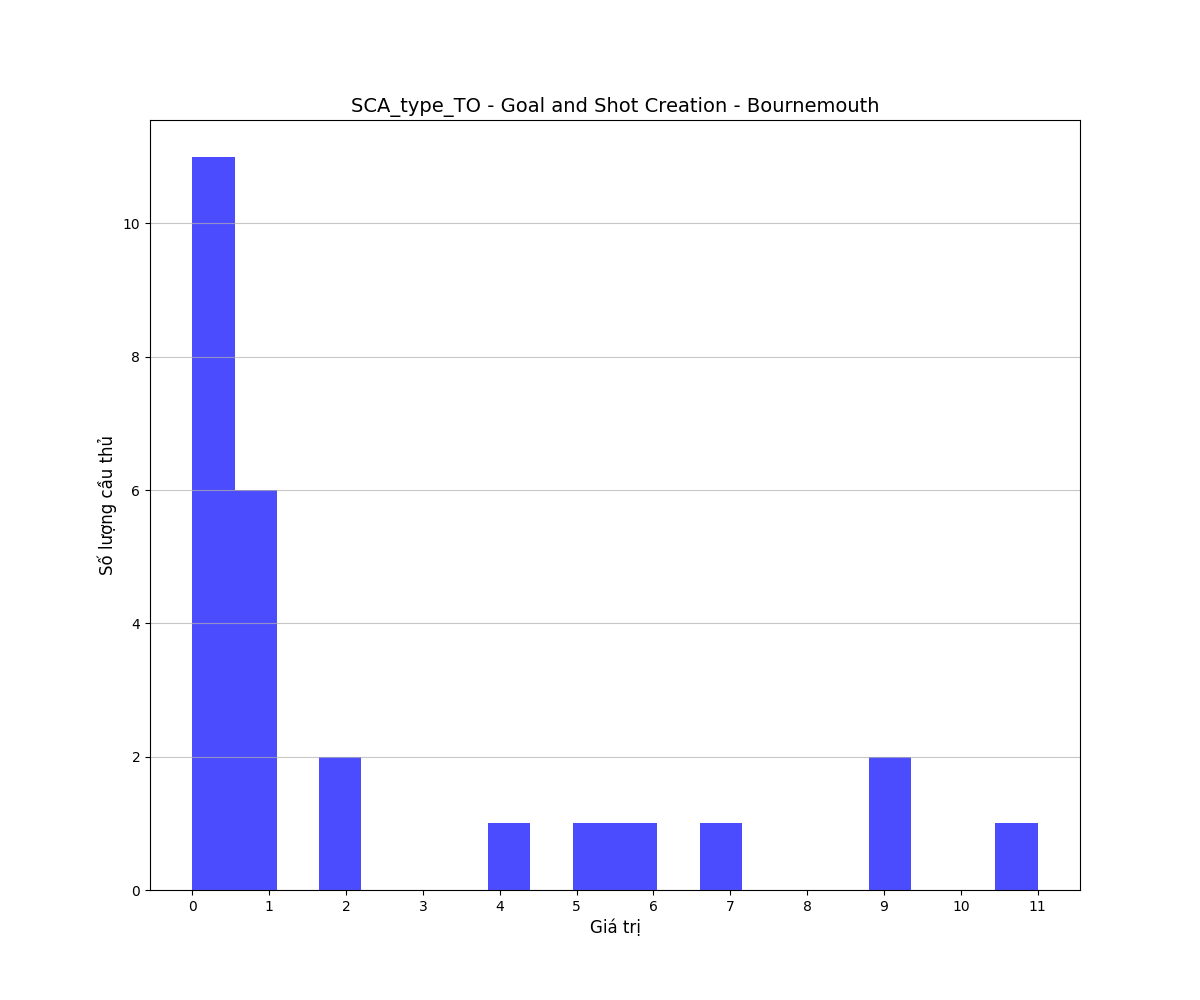 SCA_type_TO - Goal and Shot Creation - Bournemouth
Số lượng cầu thủ
10
8
6
4
2
0
0 1 2 3 4 5 6 7 8 9 10 11
Giá trị